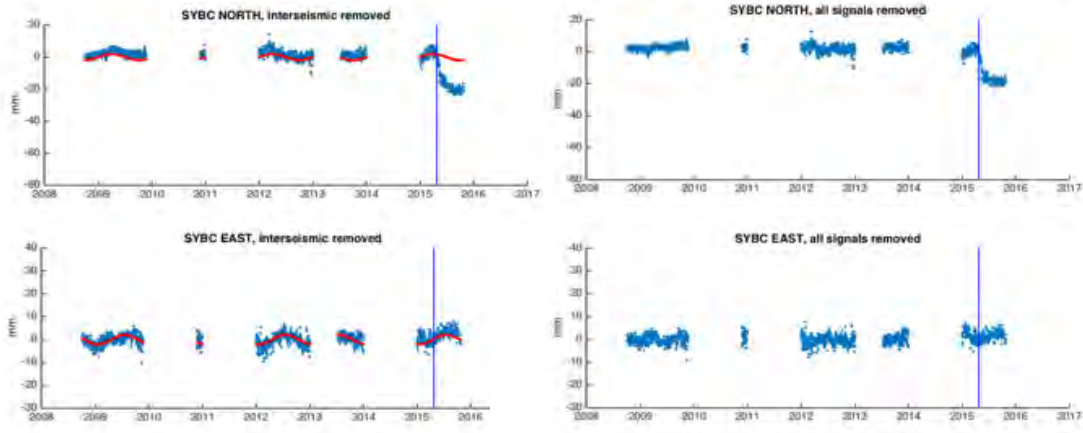 SYBC NORTH, interseismic removed
20
0
-20
-40
-60
-80
mm
2008 2009 2010 2011 2012 2013 2014 2015 2016 2017
SYBC NORTH, all signals removed
20
0
-20
-40
-60
-80
mm
2008 2009 2010 2011 2012 2013 2014 2015 2016 2017
SYBC EAST, interseismic removed
40
30
20
10
0
-10
-20
-30
mm
2008 2009 2010 2011 2012 2013 2014 2015 2016
SYBC EAST, all signals removed
40
30
20
10
0
-10
-20
-30
mm
2008 2009 2010 2011 2012 2013 2014 2015 2016 2017